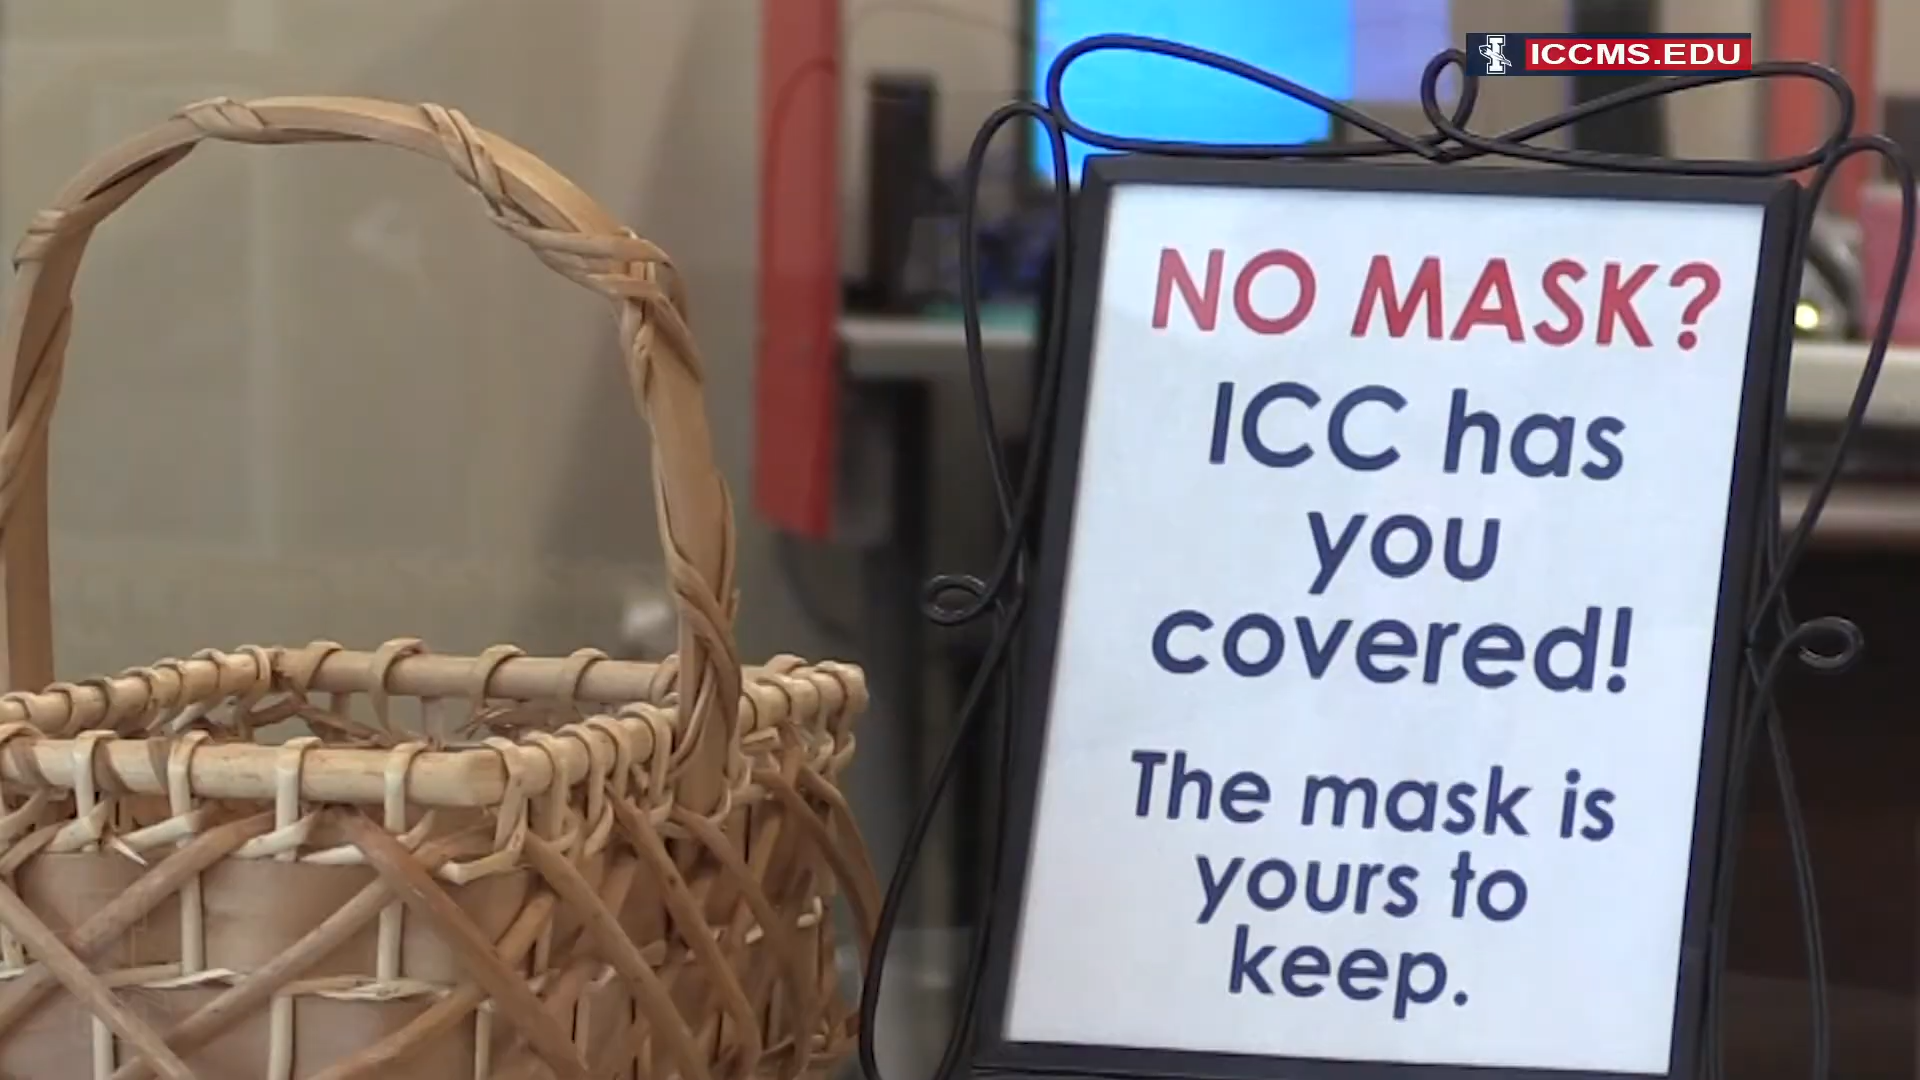 ICCMS.EDU
NO MASK?
ICC has
you
covered!
The mask is
yours to
keep.